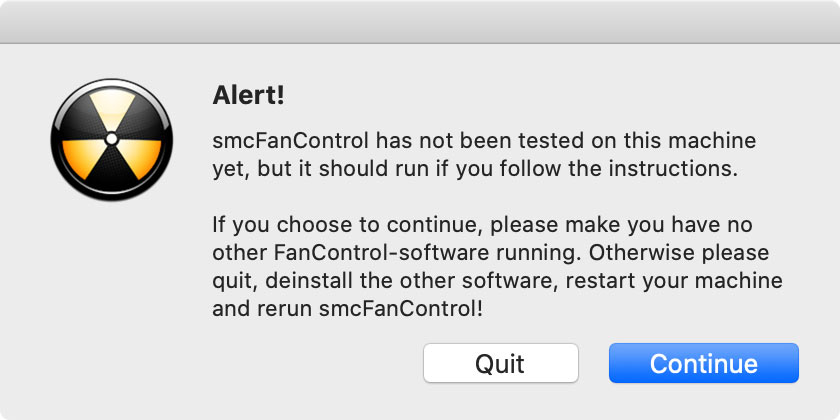 Alert!
smcFanControl has not been tested on this machine
yet, but it should run if you follow the instructions.
If you choose to continue, please make you have no
other FanControl-software running. Otherwise please
quit, deinstall the other software, restart your machine
and rerun smcFanControl!
Quit
Continue